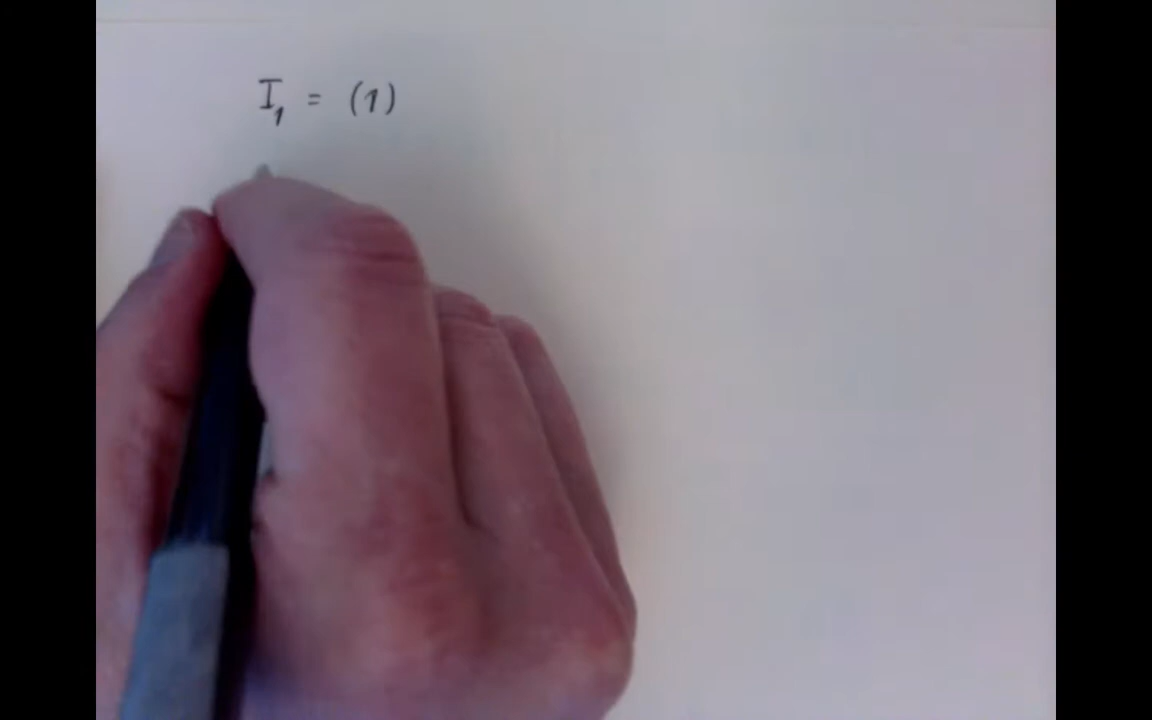 I₁ = (1)